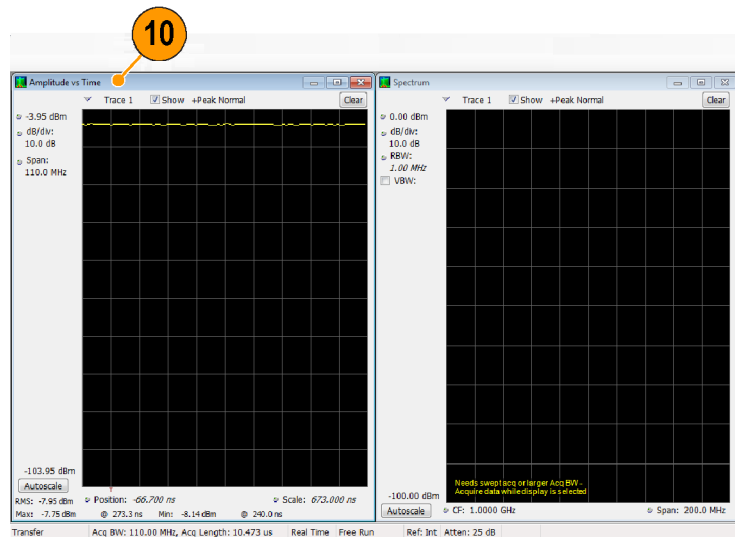 10
Amplitude vs Time
Trace 1 Show +Peak Normal Clear
-3.95 dBm
dB/div:
10.0 dB
Span:
110.0 MHz
-103.95 dBm
Autoscale
RMS: -7.95 dBm
Position: -66.700 ns Scale: 673.000 ns
Max: -7.75 dBm @ 273.3 ns Min: -8.14 dBm @ 240.0 ns
Spectrum
Trace 1 Show +Peak Normal Clear
0.00 dBm
dB/div:
10.0 dB
RBW:
1.00 MHz
VBW:
Needs swept acq or larger Acq BW -
Acquire data while display is selected
-100.00 dBm
Autoscale CF: 1.0000 GHz Span: 200.0 MHz
Transfer Acq BW: 110.00 MHz, Acq Length: 10.473 us Real Time Free Run Ref: Int Atten: 25 dB